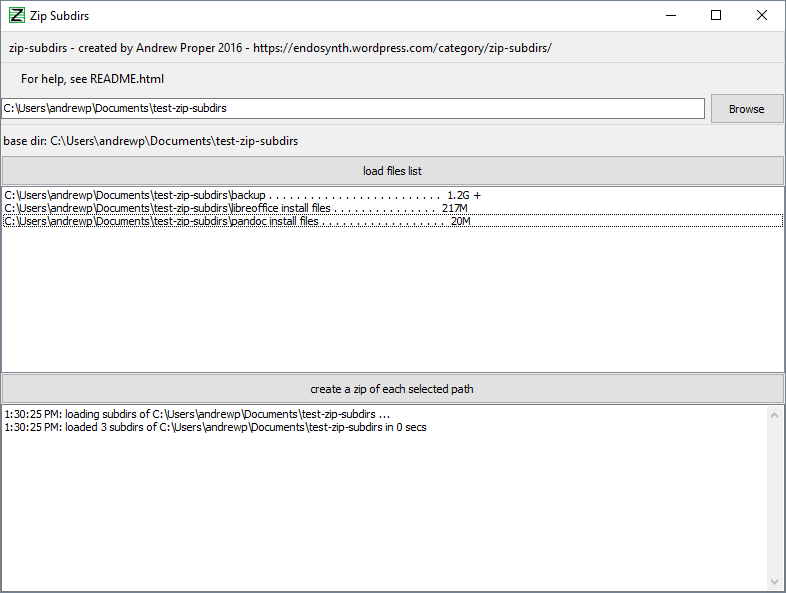 Zip Subdirs
zip-subdirs - created by Andrew Proper 2016 - https://endosynth.wordpress.com/category/zip-subdirs/
For help, see README.html
C:\Users\andrewp\Documents\test-zip-subdirs
Browse
base dir: C:\Users\andrewp\Documents\test-zip-subdirs
load files list
C:\Users\andrewp\Documents\test-zip-subdirs\backup . . . . . . . . . . . . . . . . . . . . . . . . . 1.2G +
C:\Users\andrewp\Documents\test-zip-subdirs\libreoffice install files . . . . . . . . . . . . . . . 217M
C:\Users\andrewp\Documents\test-zip-subdirs\pandoc install files . . . . . . . . . . . . . . . . . . 20M
create a zip of each selected path
1:30:25 PM: loading subdirs of C:\Users\andrewp\Documents\test-zip-subdirs ...
1:30:25 PM: loaded 3 subdirs of C:\Users\andrewp\Documents\test-zip-subdirs in 0 secs